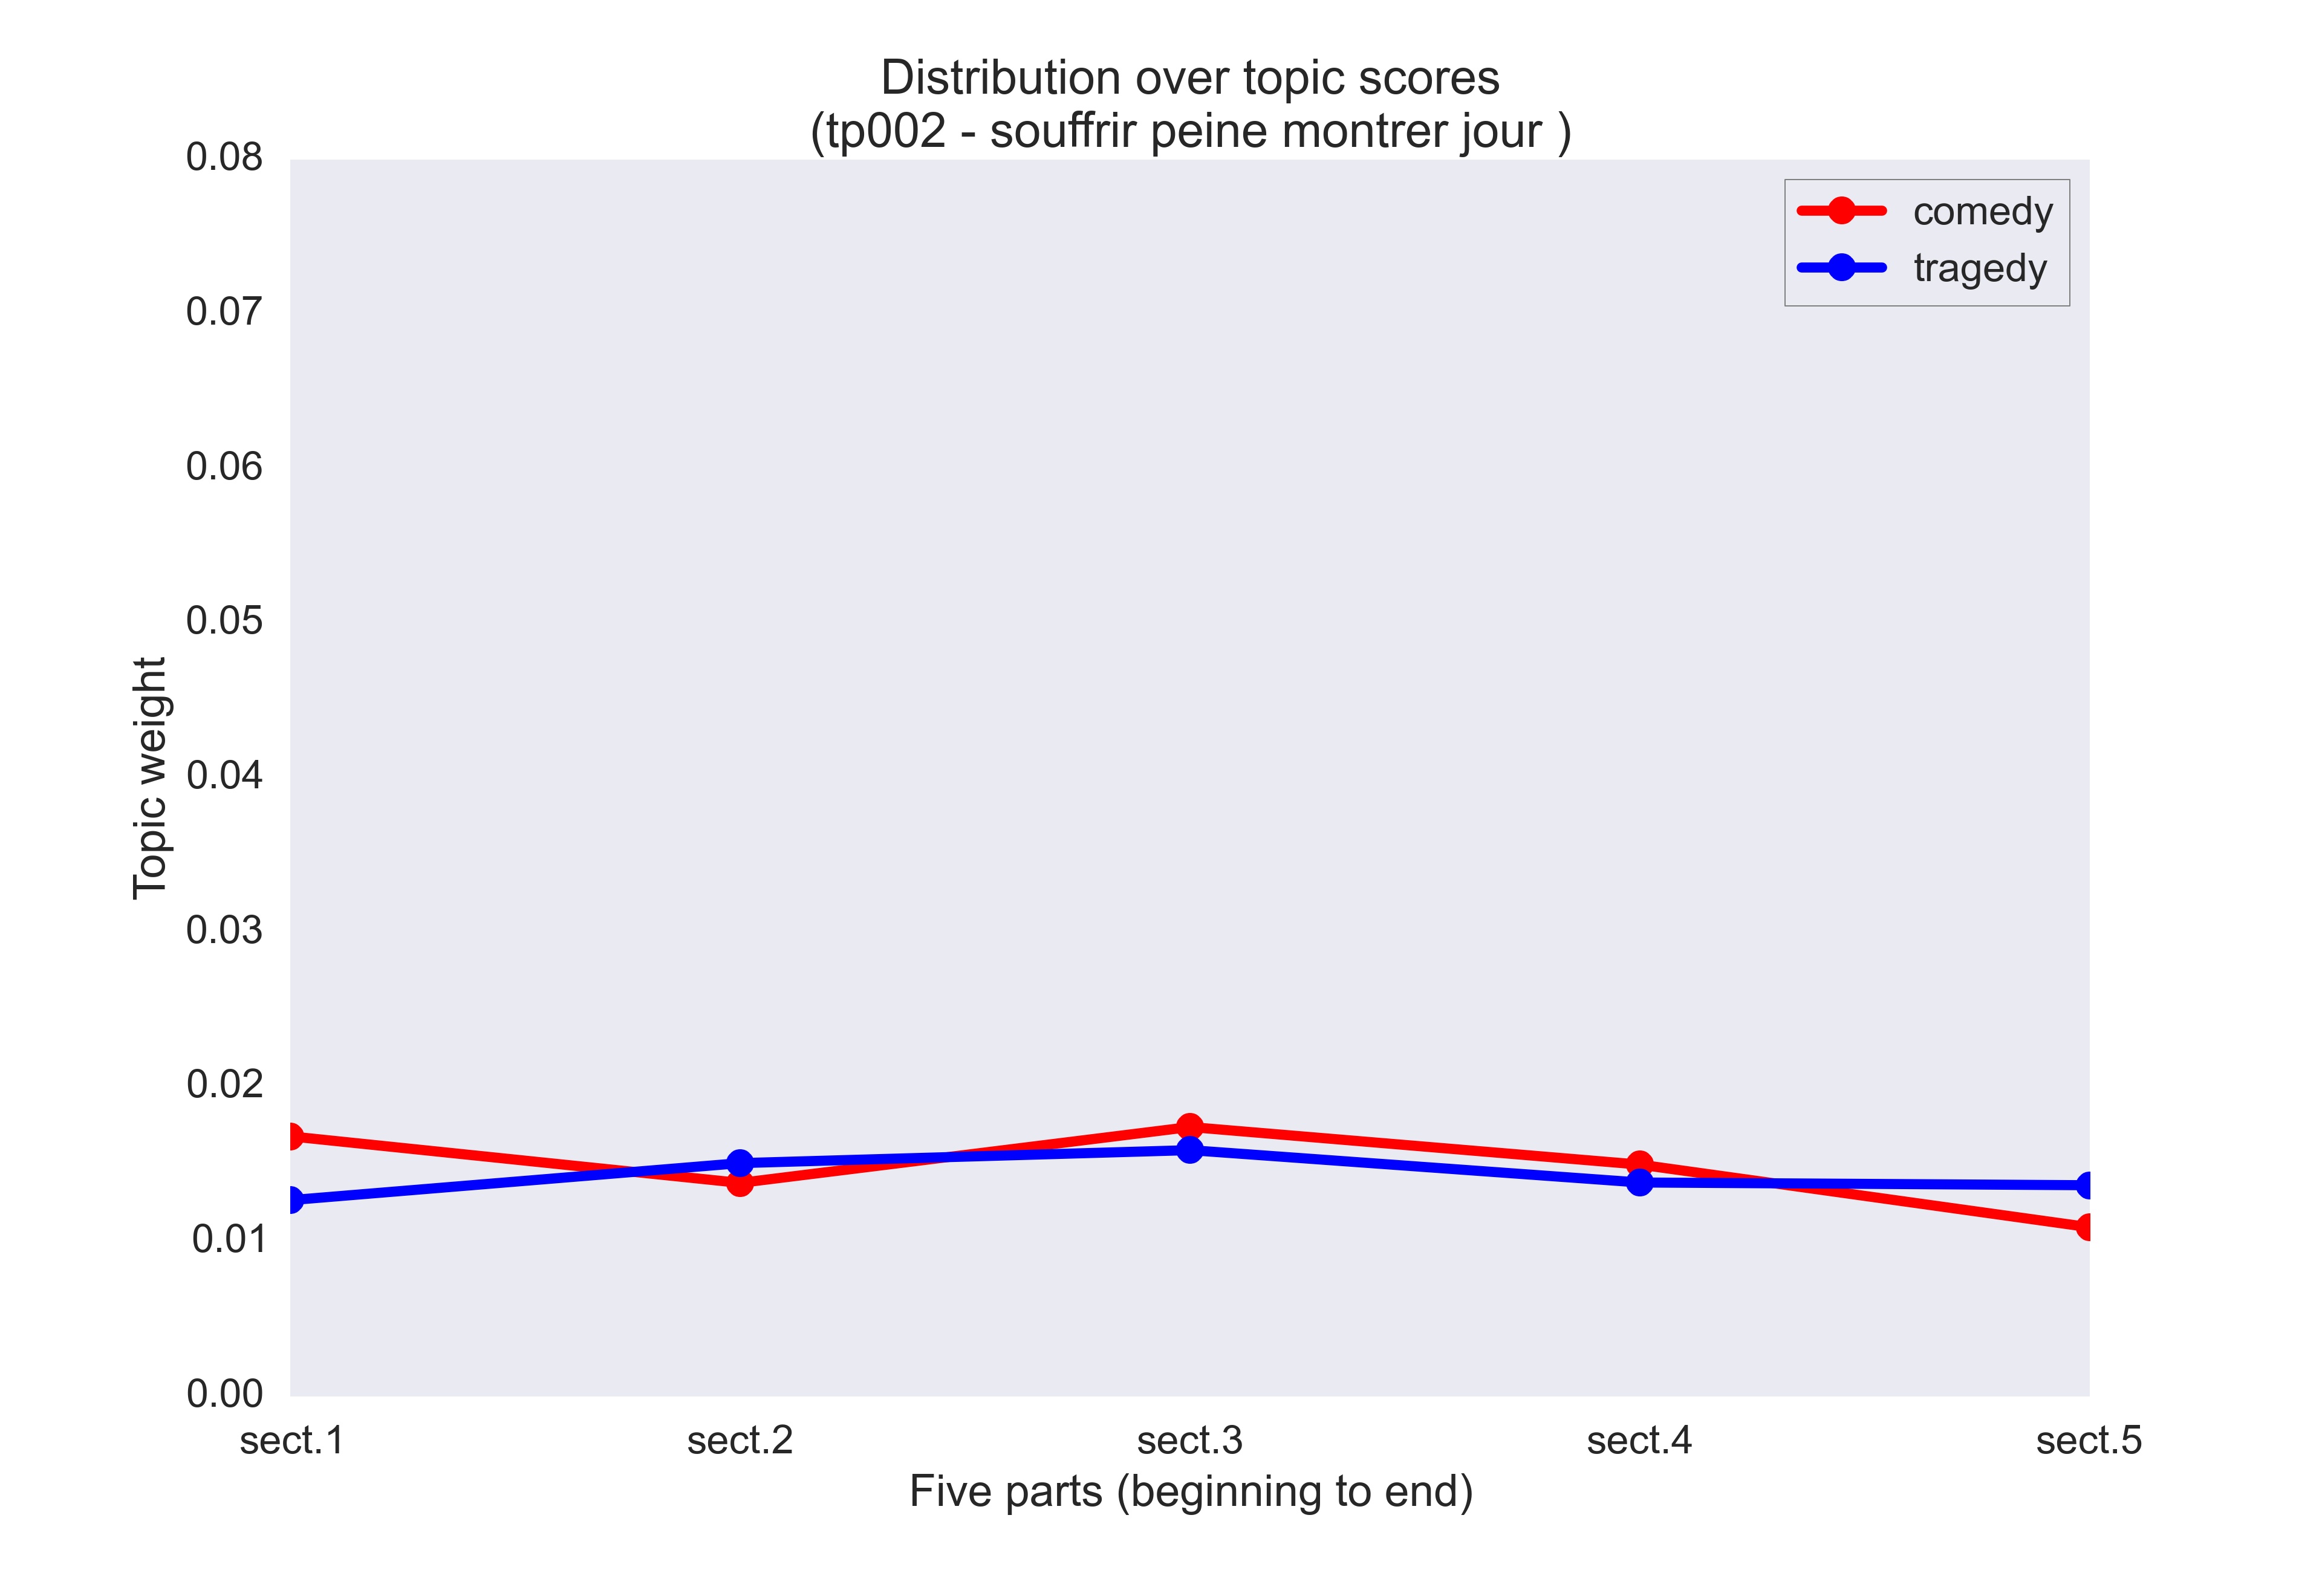 Distribution over topic scores
(tp002 - souffrir peine montrer jour )
comedy
tragedy
Topic weight
0.08
0.07
0.06
0.05
0.04
0.03
0.02
0.01
0.00
sect.1 sect.2 sect.3 sect.4 sect.5
Five parts (beginning to end)